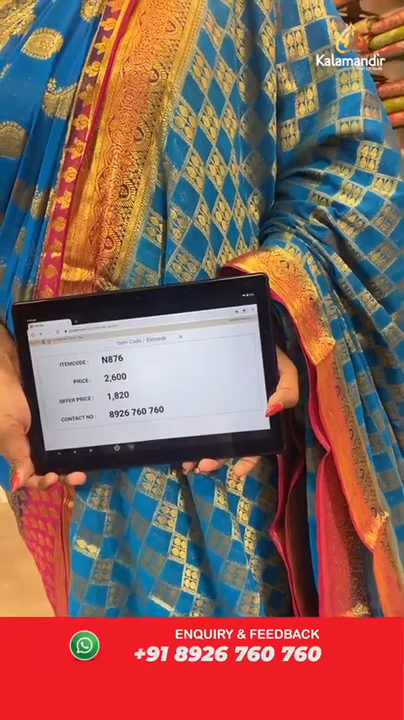 Kalamandir
Item Code / Barcode
ITEMCODE : N876
PRICE : 2,600
OFFER PRICE : 1,820
CONTACT NO : 8926 760 760
ENQUIRY & FEEDBACK
+91 8926 760 760